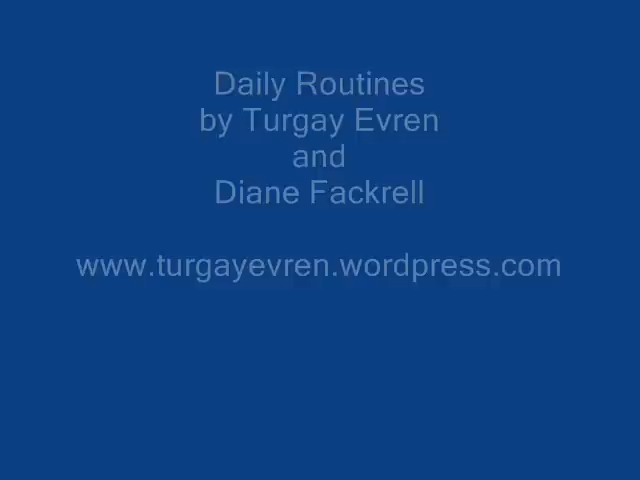 Daily Routines
by Turgay Evren
and
Diane Fackrell
www.turgayevren.wordpress.com